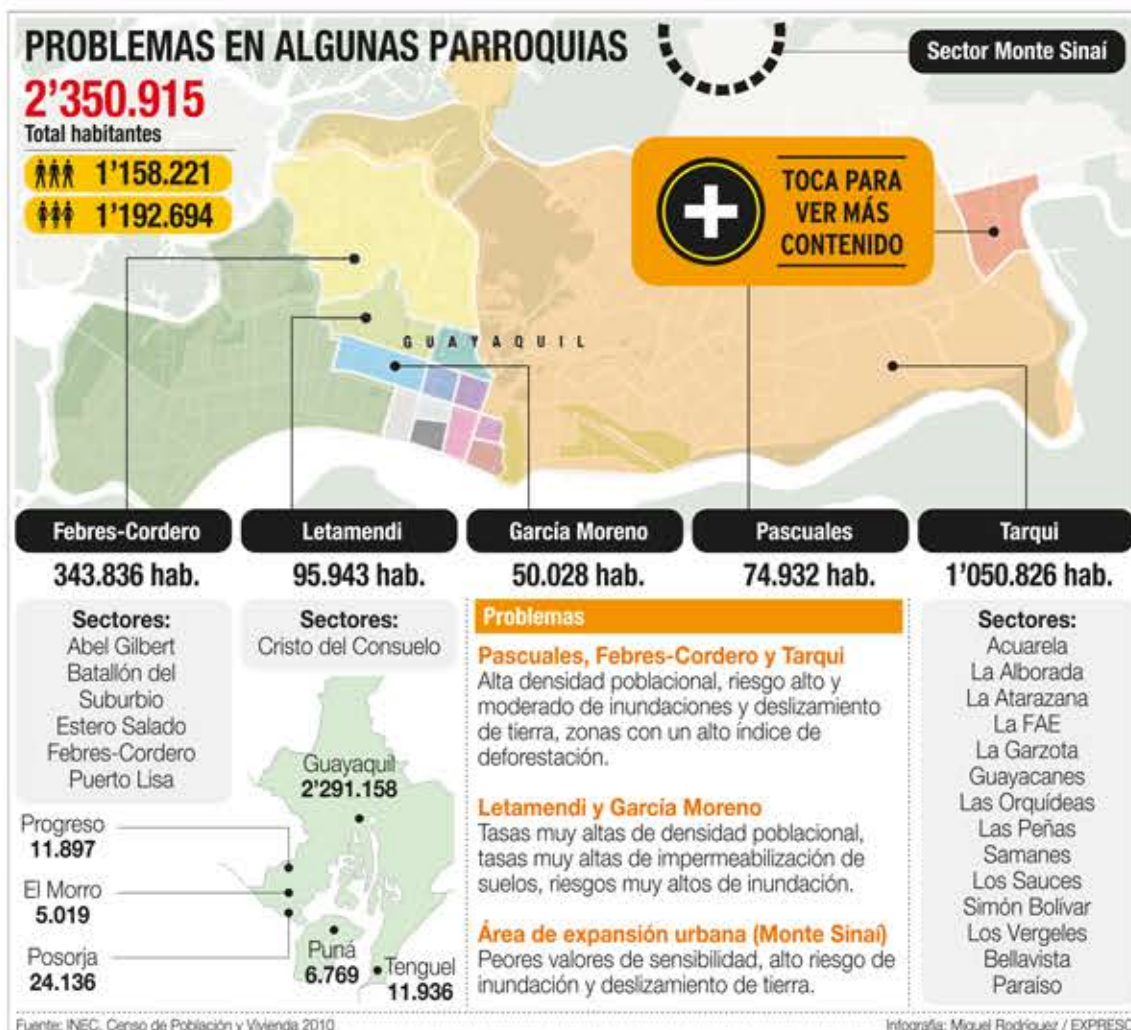 PROBLEMAS EN ALGUNAS PARROQUIAS
Sector Monte Sinaí
2’350.915
Total habitantes
1’158.221
1’192.694
TOCA PARA
VER MÁS
CONTENIDO
GUAYAQUIL
Febres-Cordero
343.836 hab.
Letamendi
95.943 hab.
García Moreno
50.028 hab.
Pascuales
74.932 hab.
Tarqui
1’050.826 hab.
Sectores:
Abel Gilbert
Batallón del
Suburbio
Estero Salado
Febres-Cordero
Puerto Lisa
Sectores:
Cristo del Consuelo
Guayaquil
2’291.158
Progreso
11.897
El Morro
5.019
Posorja
24.136
Puná
6.769
Tenguel
11.936
Problemas
Pascuales, Febres-Cordero y Tarqui
Alta densidad poblacional, riesgo alto y
moderado de inundaciones y deslizamiento
de tierra, zonas con un alto índice de
deforestación.
Letamendi y García Moreno
Tasas muy altas de densidad poblacional,
tasas muy altas de impermeabilización de
suelos, riesgos muy altos de inundación.
Área de expansión urbana (Monte Sinaí)
Peores valores de sensibilidad, alto riesgo de
inundación y deslizamiento de tierra.
Sectores:
Acuarela
La Alborada
La Atarazana
La FAE
La Garzota
Guayacanes
Las Orquídeas
Las Peñas
Samanes
Los Sauces
Simón Bolívar
Los Vergeles
Bellavista
Paraíso
Fuente: INEC, Censo de Población y Vivienda 2010
Infografía: Miguel Rodríguez / EXPRESO